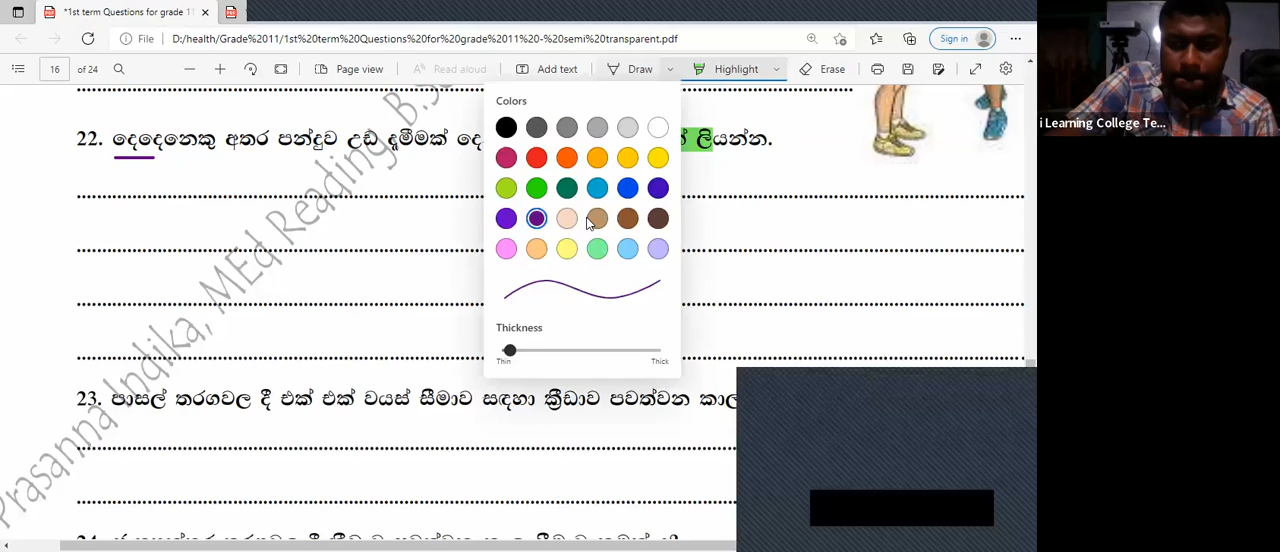 *1st term Questions for grade 11
File
D:/health/Grade%2011/1st%20term%20Questions%20for%20grade%2011%20-%20semi%20transparent.pdf
Sign in
16
of 24
Page view
Read aloud
Add text
Draw
Highlight
Erase
i Learning College Te...
Colors
22. දෙදෙනෙකු අතර පන්දුව උඩ දැමීමක් දෙ
ලියන්න.
Thickness
Thin
Thick
23. පාසල් තරගවල දී එක් එක් වයස් සීමාව සඳහා ක්‍රීඩාව පවත්වන කාල
Prasanna Indika, MEd Reading, B.S